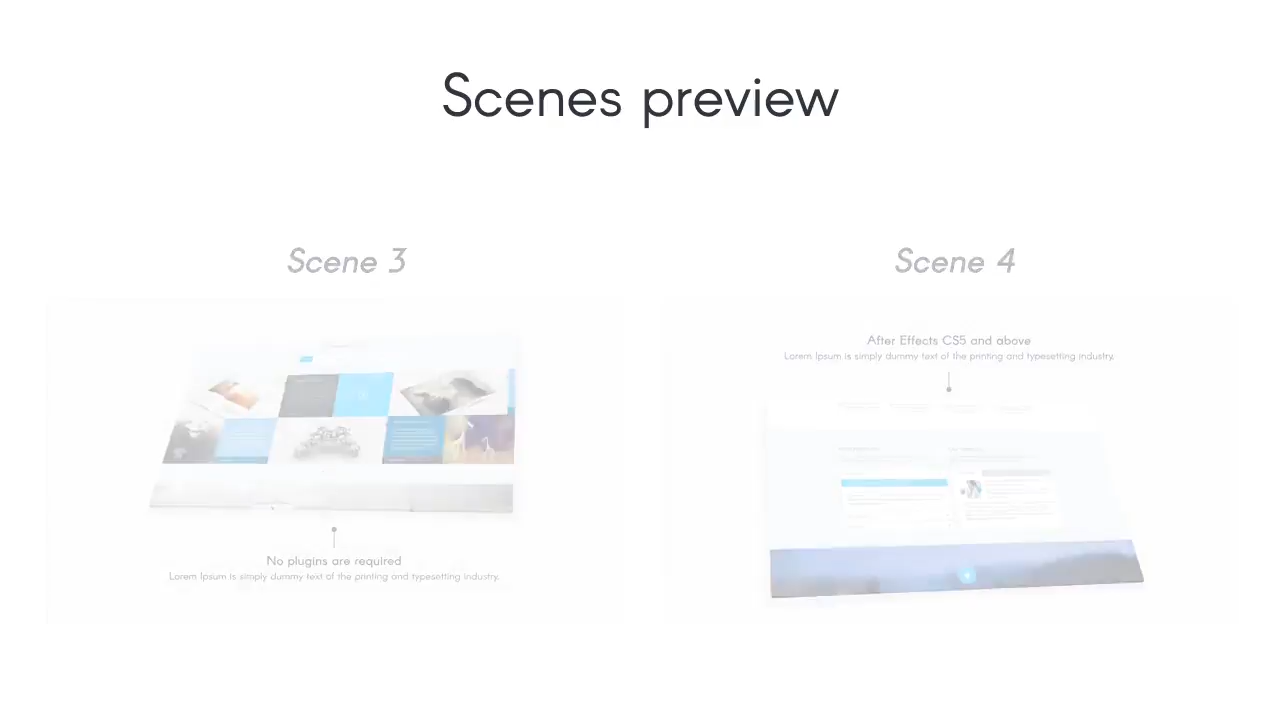 Scenes preview
Scene 3
No plugins are required
Lorem Ipsum is simply dummy text of the printing and typesetting industry.
Scene 4
After Effects CS5 and above
Lorem Ipsum is simply dummy text of the printing and typesetting industry.